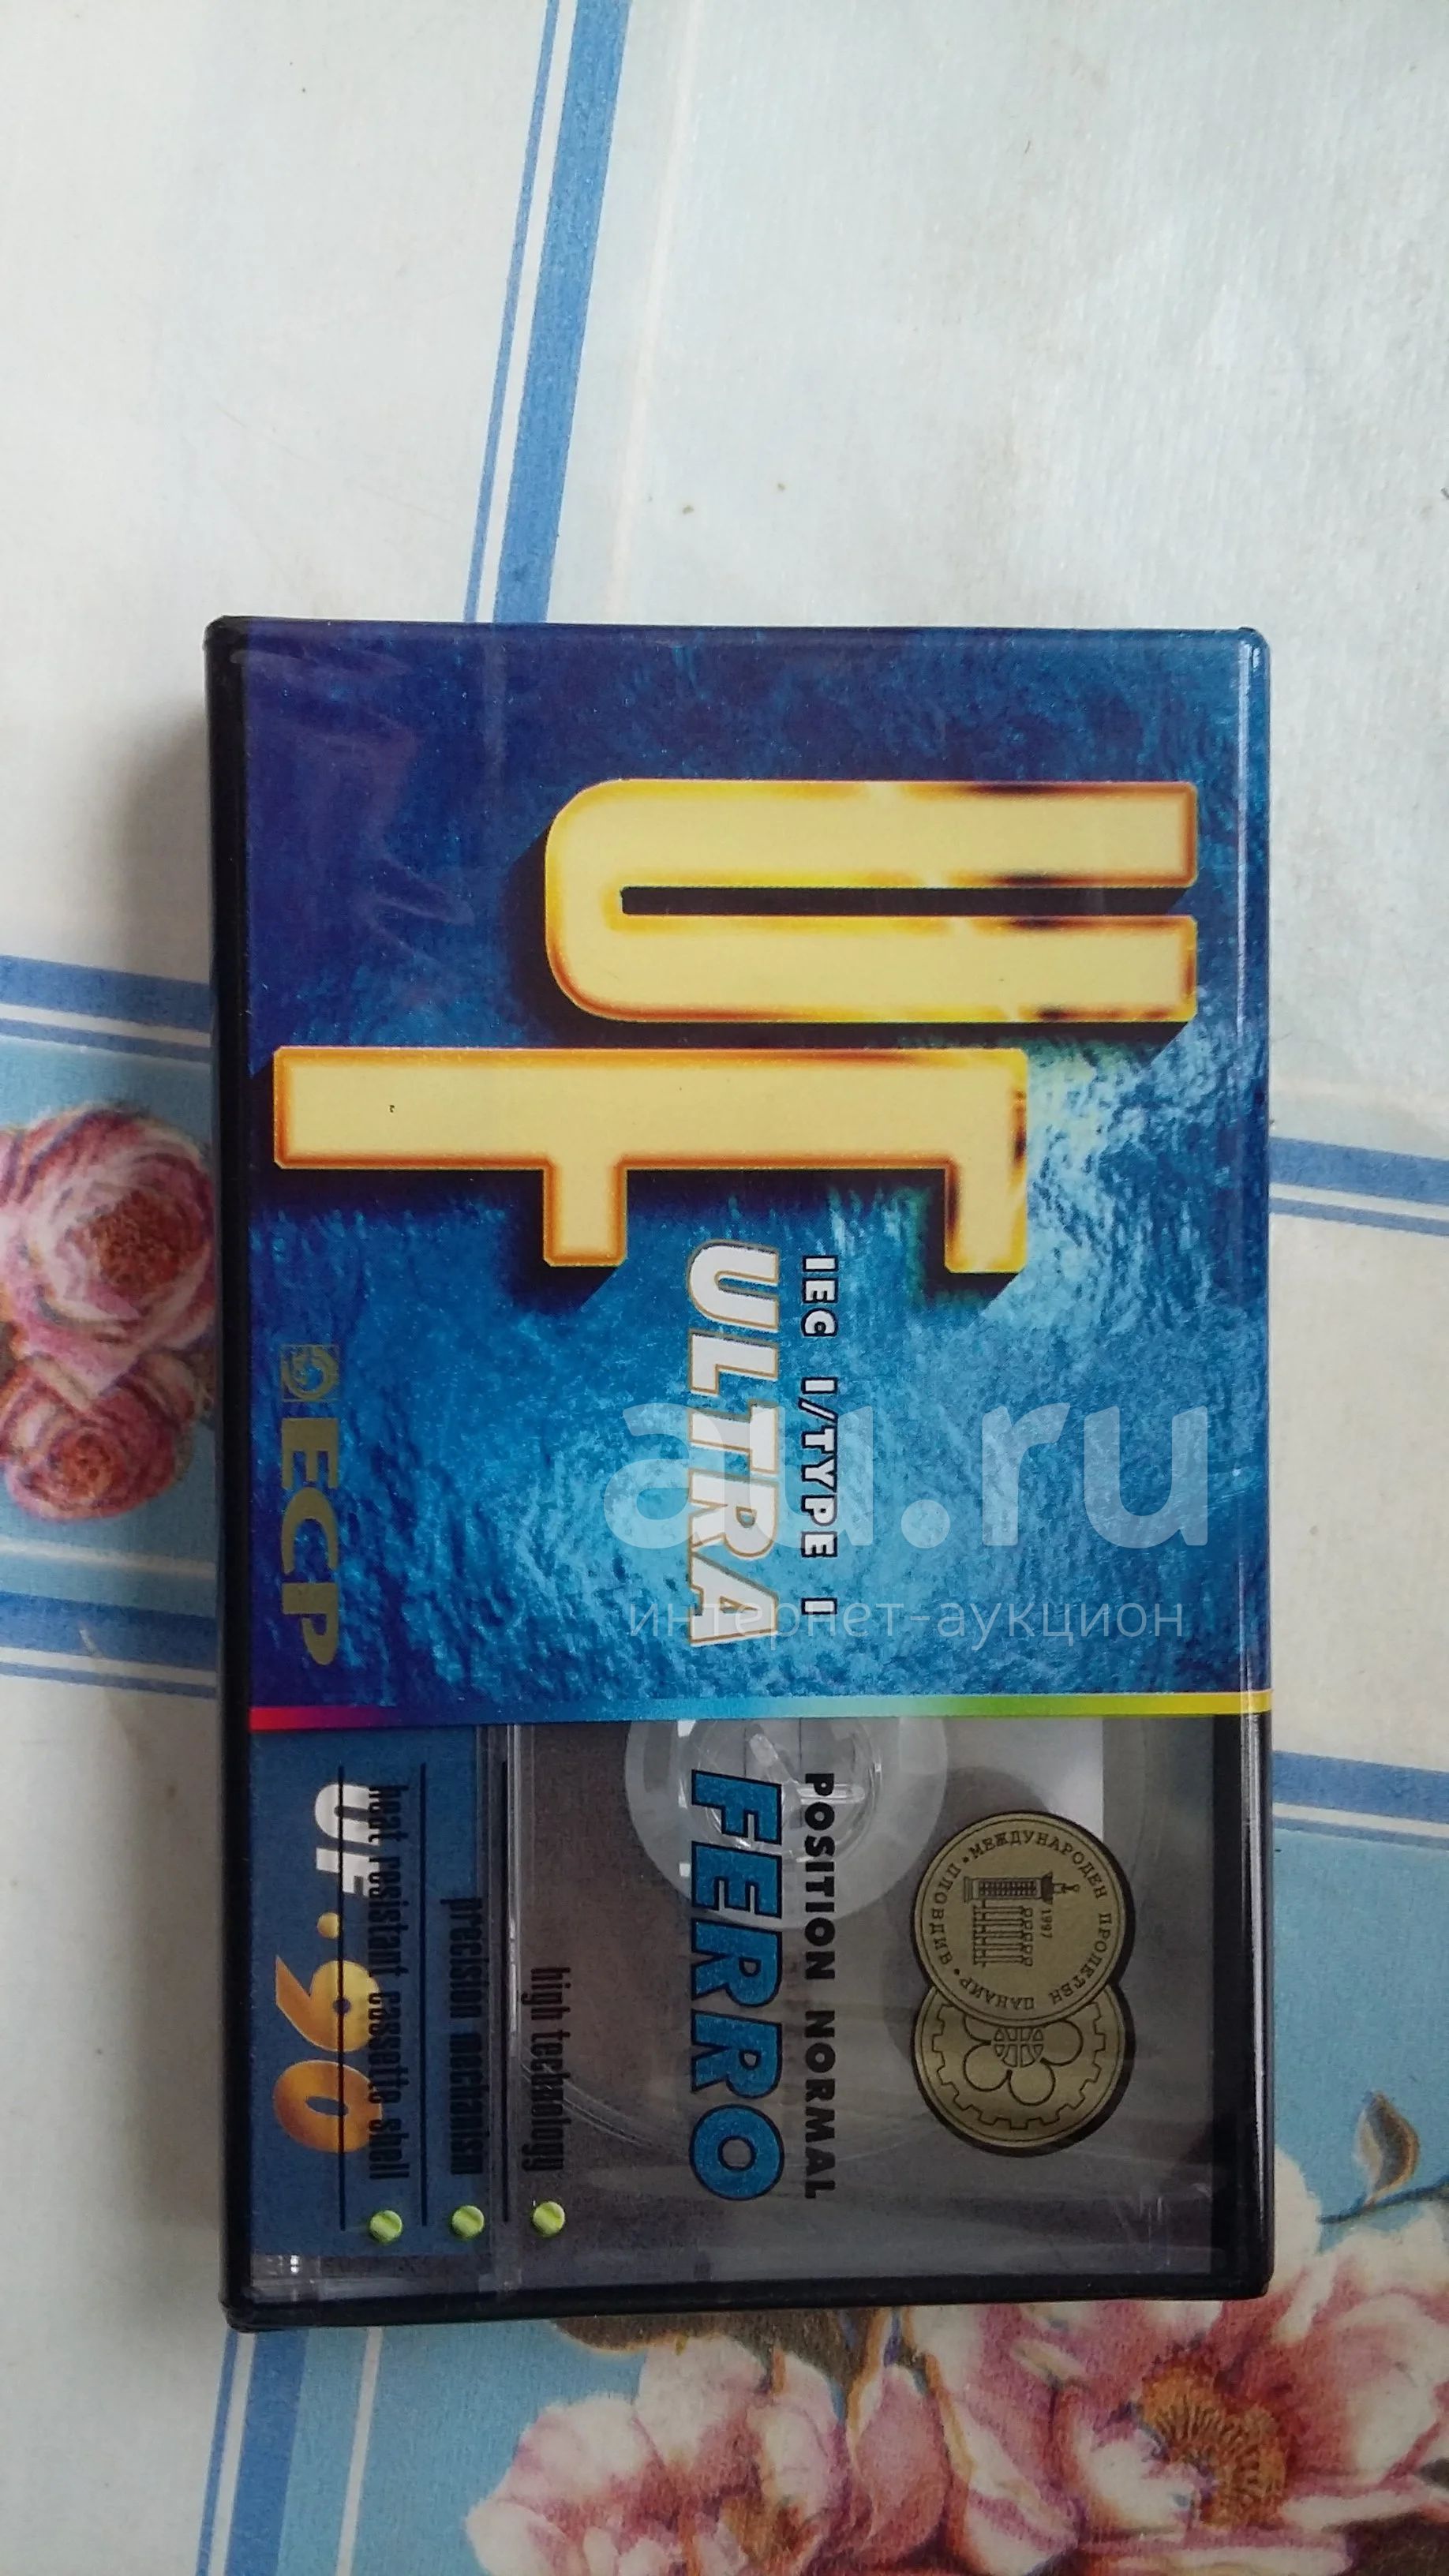 UF
IEC I/TYPE I
POSITION NORMAL
ULTRA
FERRO
high technology
precision mechanism
heat resistant cassette shell
ECP
UF·90
МЕЖДУНАРОДЕН ПРОЛЕТЕН ПАНАИР · ПЛОВДИВ ·
1997
au.ru
интернет-аукцион